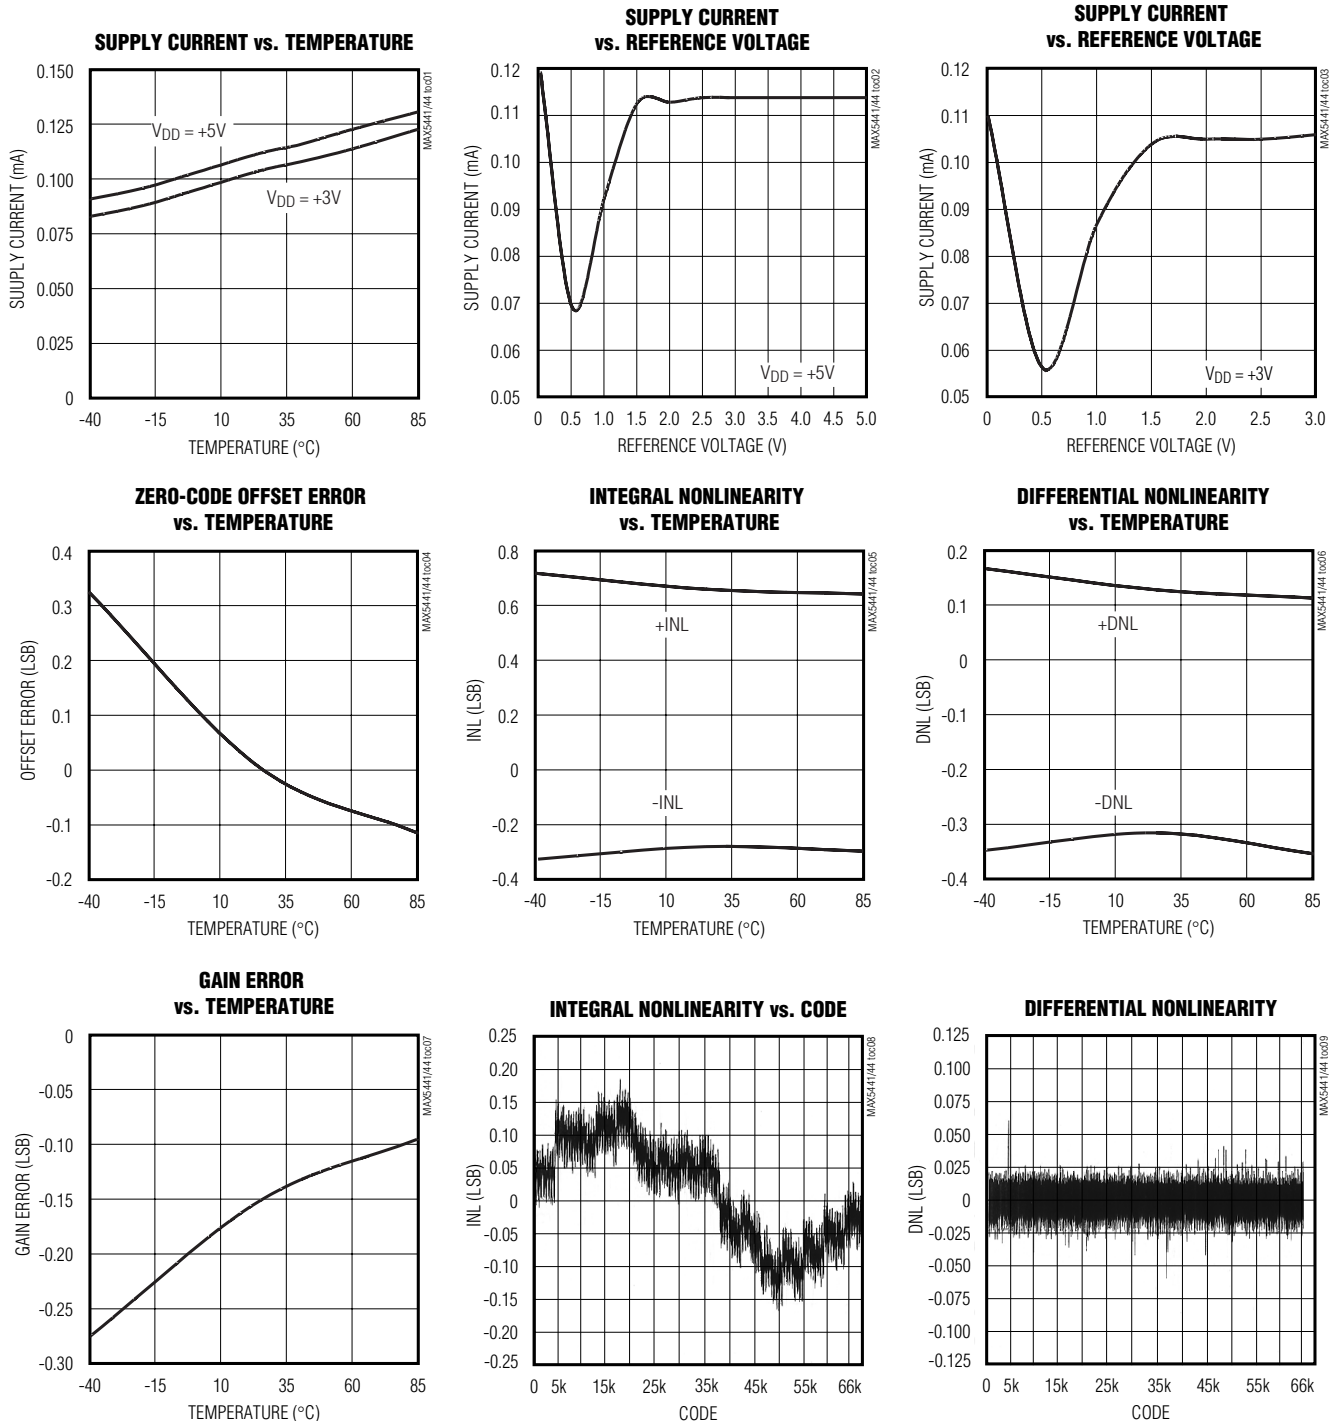 SUPPLY CURRENT vs. TEMPERATURE
0.150
0.125
0.100
0.075
0.050
0.025
0
SUUPLY CURRENT (mA)
VDD = +5V
VDD = +3V
-40 -15 10 35 60 85
TEMPERATURE (°C)
MAX5441/44 toc01
SUPPLY CURRENT
vs. REFERENCE VOLTAGE
0.12
0.11
0.10
0.09
0.08
0.07
0.06
0.05
SUPPLY CURRENT (mA)
VDD = +5V
0 0.5 1.0 1.5 2.0 2.5 3.0 3.5 4.0 4.5 5.0
REFERENCE VOLTAGE (V)
MAX5441/44 toc02
SUPPLY CURRENT
vs. REFERENCE VOLTAGE
0.12
0.11
0.10
0.09
0.08
0.07
0.06
0.05
SUPPLY CURRENT (mA)
VDD = +3V
0 0.5 1.0 1.5 2.0 2.5 3.0
REFERENCE VOLTAGE (V)
MAX5441/44 toc03
ZERO-CODE OFFSET ERROR
vs. TEMPERATURE
0.4
0.3
0.2
0.1
0
-0.1
-0.2
OFFSET ERROR (LSB)
-40 -15 10 35 60 85
TEMPERATURE (°C)
MAX5441/44 toc04
INTEGRAL NONLINEARITY
vs. TEMPERATURE
0.8
0.6
0.4
0.2
0
-0.2
-0.4
INL (LSB)
+INL
-INL
-40 -15 10 35 60 85
TEMPERATURE (°C)
MAX5441/44 toc05
DIFFERENTIAL NONLINEARITY
vs. TEMPERATURE
0.2
0.1
0
-0.1
-0.2
-0.3
-0.4
DNL (LSB)
+DNL
-DNL
-40 -15 10 35 60 85
TEMPERATURE (°C)
MAX5441/44 toc06
GAIN ERROR
vs. TEMPERATURE
0
-0.05
-0.10
-0.15
-0.20
-0.25
-0.30
GAIN ERROR (LSB)
-40 -15 10 35 60 85
TEMPERATURE (°C)
MAX5441/44 toc07
INTEGRAL NONLINEARITY vs. CODE
0.25
0.20
0.15
0.10
0.05
0
-0.05
-0.10
-0.15
-0.20
-0.25
INL (LSB)
0 5k 15k 25k 35k 45k 55k 66k
CODE
MAX5441/44 toc08
DIFFERENTIAL NONLINEARITY
0.125
0.100
0.075
0.050
0.025
0
-0.025
-0.050
-0.075
-0.100
-0.125
DNL (LSB)
0 5k 15k 25k 35k 45k 55k 66k
CODE
MAX5441/44 toc09